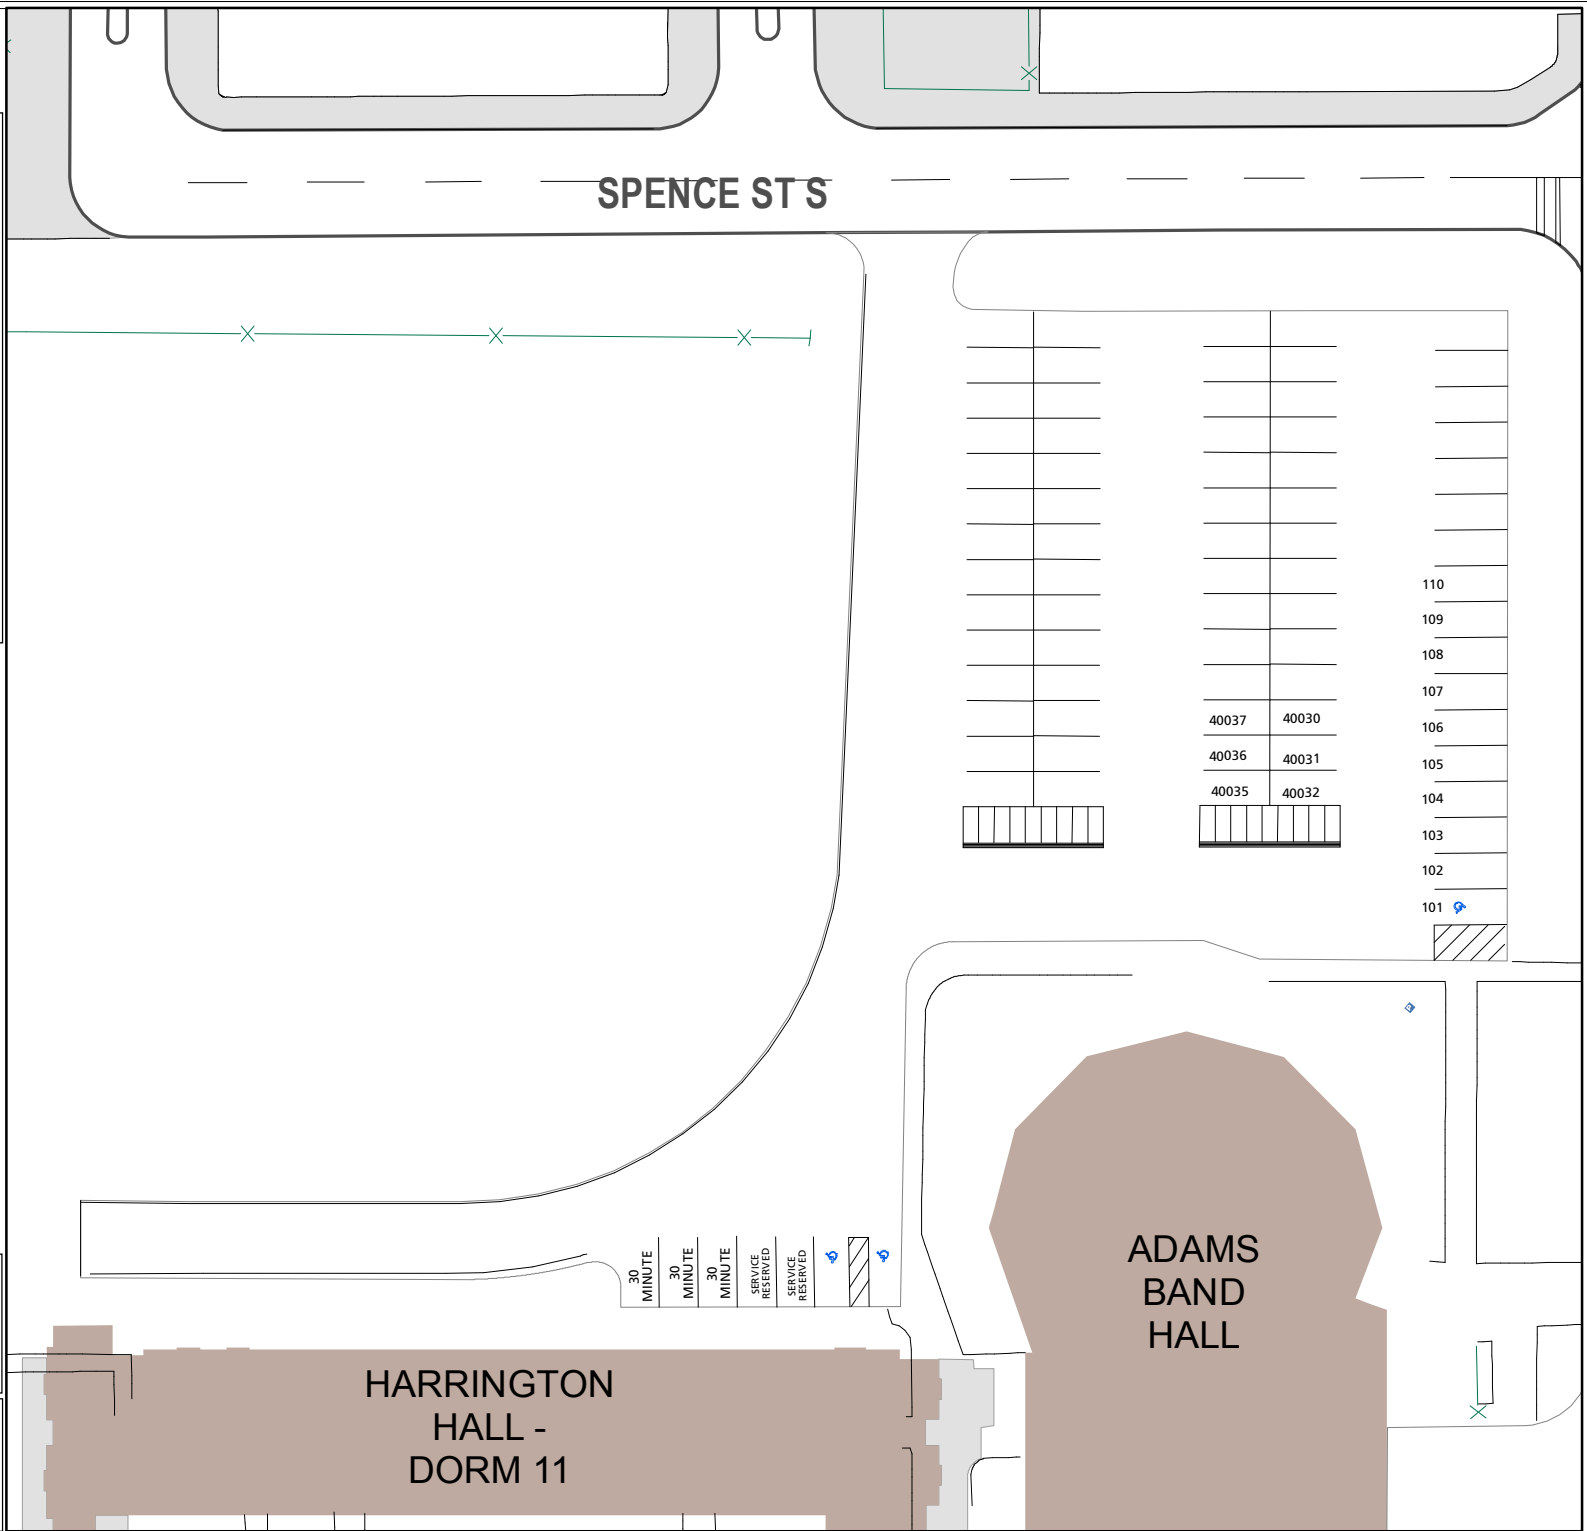 SPENCE ST S
110
109
108
107
40037 40030
106
40036 40031
105
40035 40032
104
103
102
101
30
MINUTE
30
MINUTE
30
MINUTE
SERVICE
RESERVED
SERVICE
RESERVED
ADAMS
BAND
HALL
HARRINGTON
HALL -
DORM 11